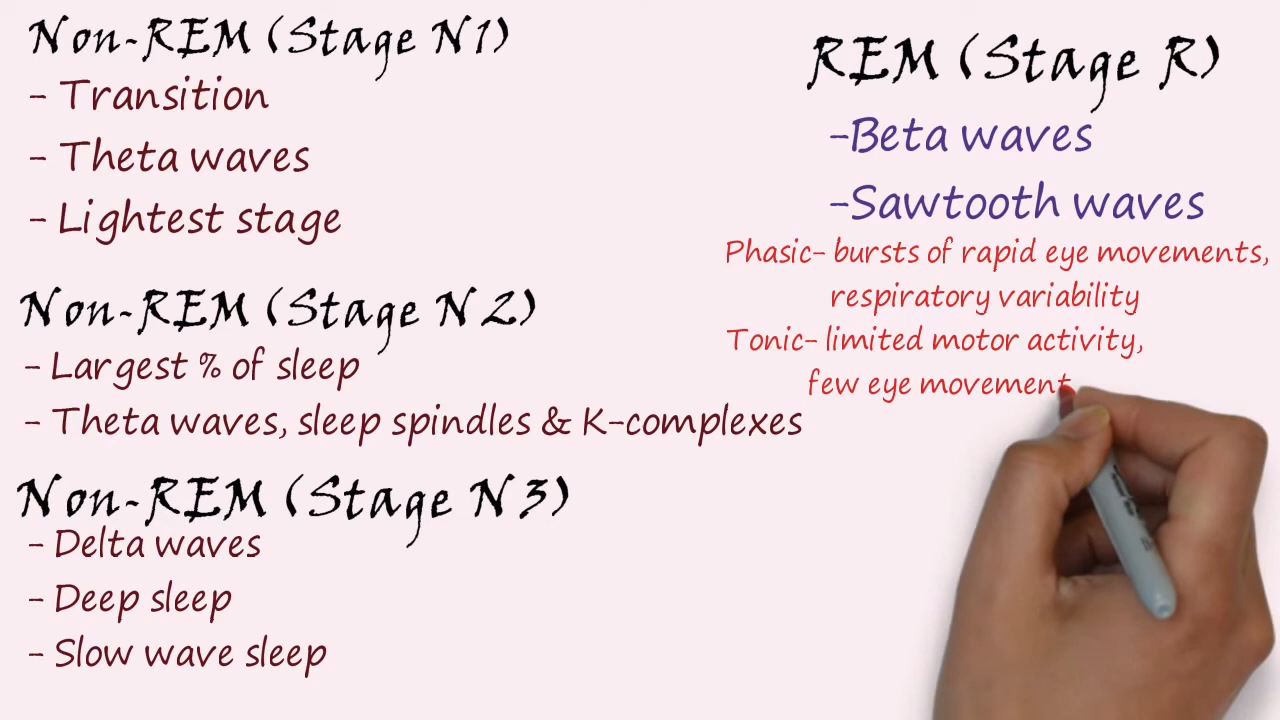 Non-REM (Stage N1)
- Transition
- Theta waves
- Lightest stage
Non-REM (Stage N2)
- Largest % of sleep
- Theta waves, sleep spindles & K-complexes
Non-REM (Stage N3)
- Delta waves
- Deep sleep
- Slow wave sleep
REM (Stage R)
-Beta waves
-Sawtooth waves
Phasic- bursts of rapid eye movements,
respiratory variability
Tonic- limited motor activity,
few eye movement